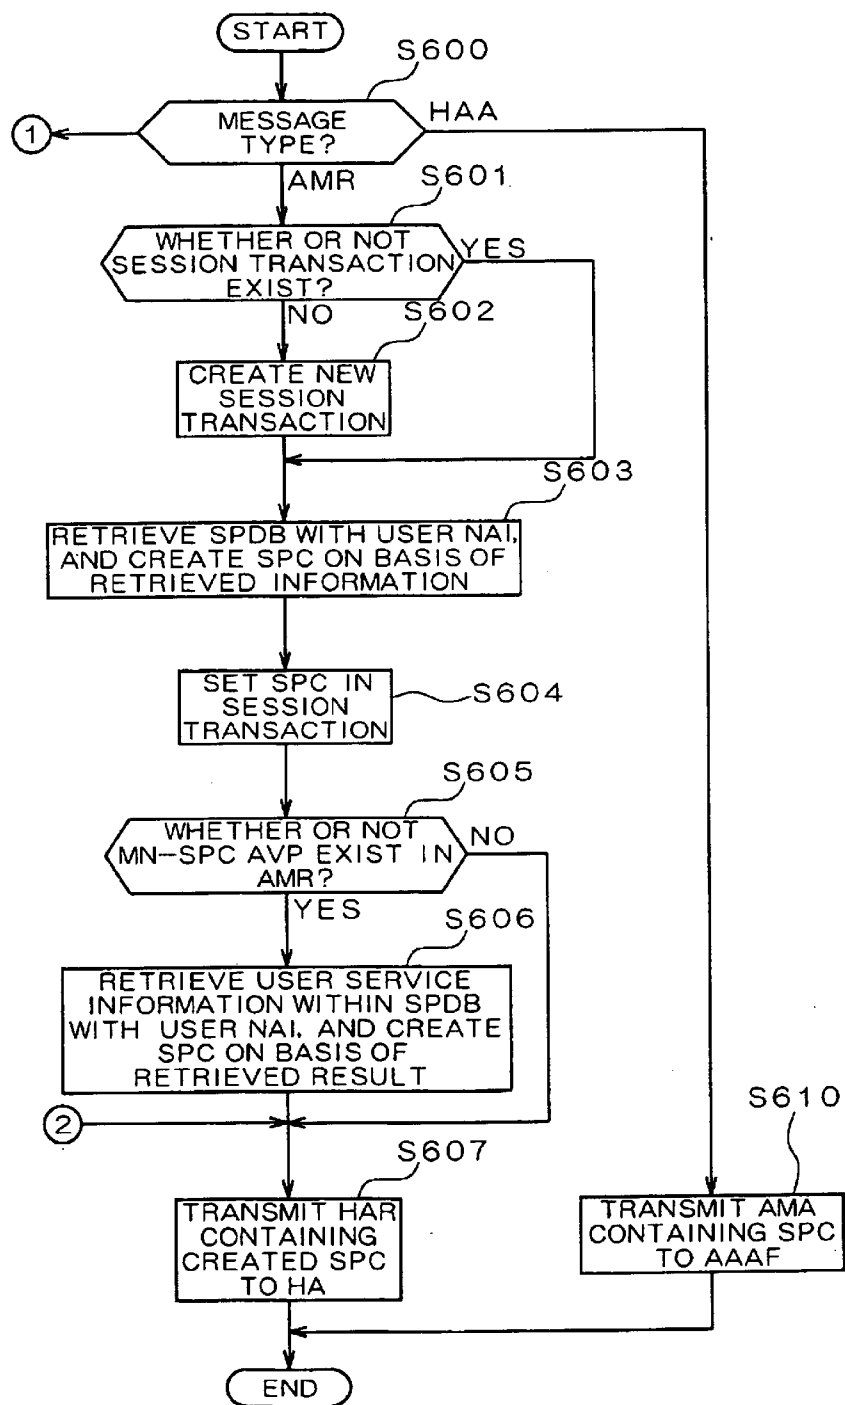 START
S600
MESSAGE
TYPE?
HAA
1
AMR
S601
WHETHER OR NOT
SESSION TRANSACTION
EXIST?
YES
NO
S602
CREATE NEW
SESSION
TRANSACTION
S603
RETRIEVE SPDB WITH USER NAI,
AND CREATE SPC ON BASIS OF
RETRIEVED INFORMATION
SET SPC IN
SESSION
TRANSACTION
S604
S605
WHETHER OR NOT
MN-SPC AVP EXIST IN
AMR?
NO
YES
S606
RETRIEVE USER SERVICE
INFORMATION WITHIN SPDB
WITH USER NAI, AND CREATE
SPC ON BASIS OF
RETRIEVED RESULT
2
S607
TRANSMIT HAR
CONTAINING
CREATED SPC
TO HA
S610
TRANSMIT AMA
CONTAINING SPC
TO AAAF
END